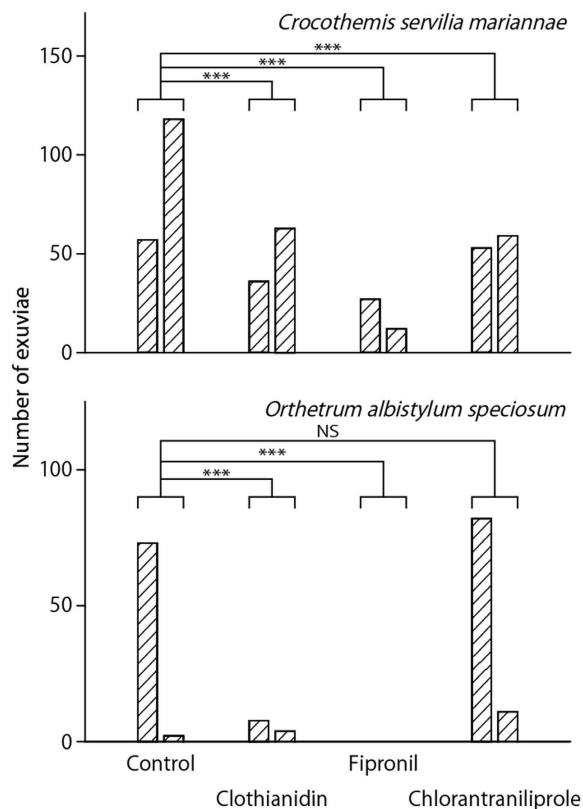 Crocothemis servilia mariannae
150
***
***
***
100
50
0
Number of exuviae
Orthetrum albistylum speciosum
NS
100
***
***
50
0
Control
Fipronil
Clothianidin
Chlorantraniliprole